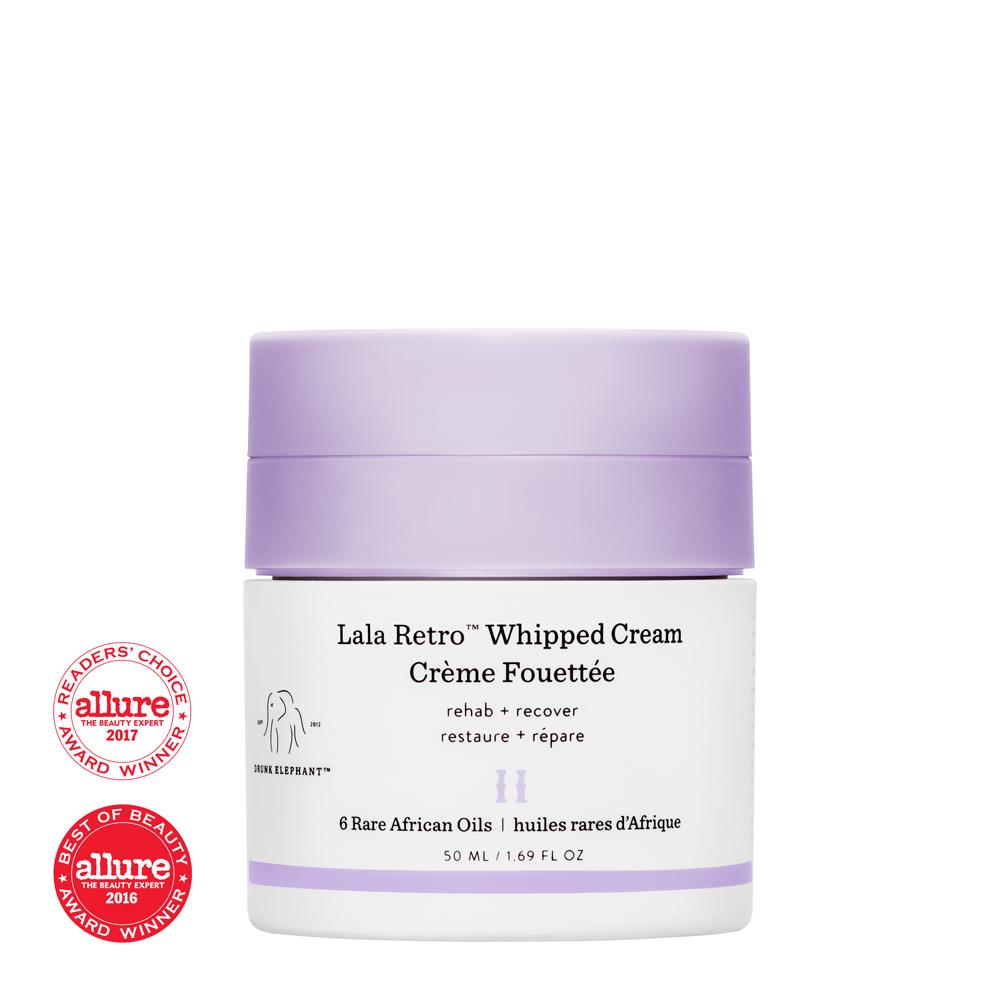 Lala Retro™ Whipped Cream
Crème Fouettée
rehab + recover
restaure + répare
2012
DRUNK ELEPHANT™
6 Rare African Oils | huiles rares d'Afrique
50 ML / 1.69 FL OZ
READERS' CHOICE
allure
THE BEAUTY EXPERT
2017
AWARD WINNER
BEST OF BEAUTY
allure
THE BEAUTY EXPERT
2016
AWARD WINNER